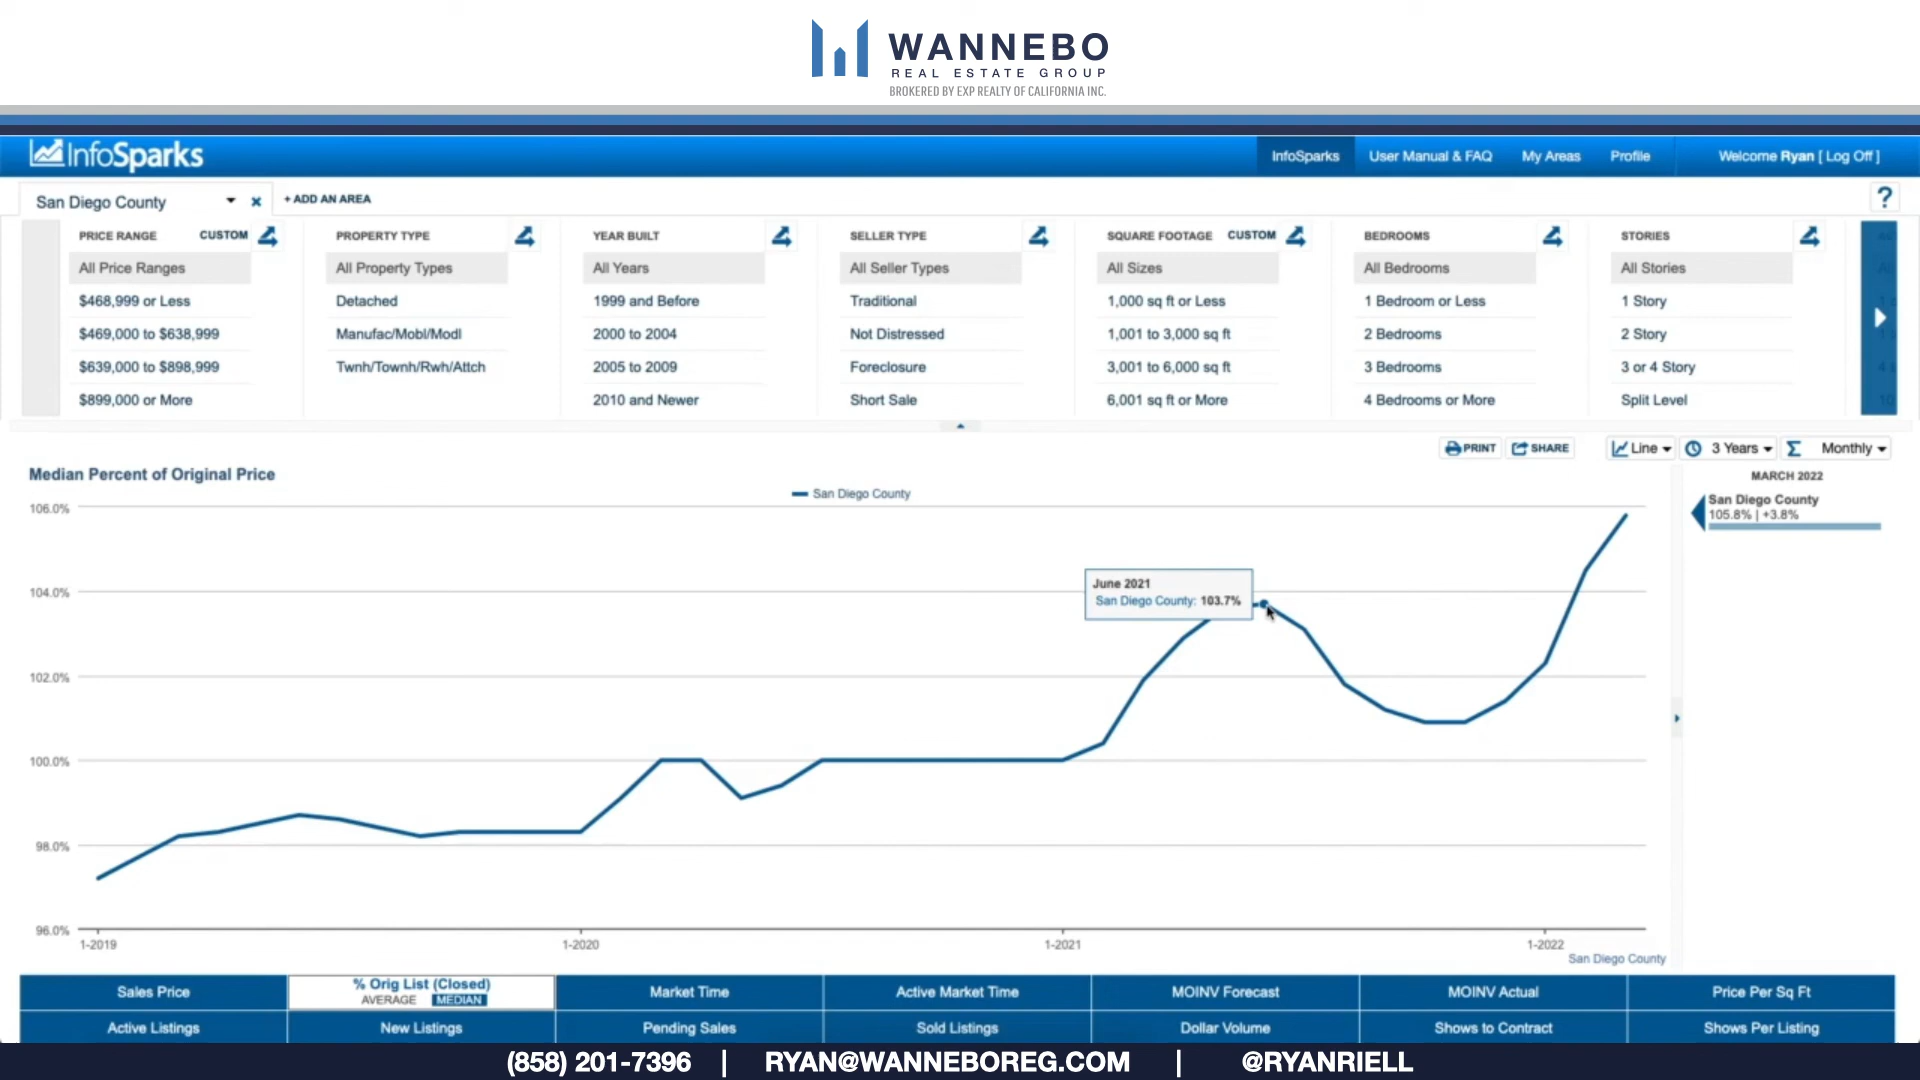 WANNEBO
REAL ESTATE GROUP
BROKERED BY EXP REALTY OF CALIFORNIA INC.
InfoSparks
InfoSparks User Manual & FAQ My Areas Profile Welcome Ryan [ Log Off ]
San Diego County + ADD AN AREA ?
PRICE RANGE CUSTOM PROPERTY TYPE YEAR BUILT SELLER TYPE SQUARE FOOTAGE CUSTOM BEDROOMS STORIES
All Price Ranges All Property Types All Years All Seller Types All Sizes All Bedrooms All Stories
$468,999 or Less Detached 1999 and Before Traditional 1,000 sq ft or Less 1 Bedroom or Less 1 Story
$469,000 to $638,999 Manufac/Mobl/Modl 2000 to 2004 Not Distressed 1,001 to 3,000 sq ft 2 Bedrooms 2 Story
$639,000 to $898,999 Twnh/Townh/Rwh/Attch 2005 to 2009 Foreclosure 3,001 to 6,000 sq ft 3 Bedrooms 3 or 4 Story
$899,000 or More 2010 and Newer Short Sale 6,001 sq ft or More 4 Bedrooms or More Split Level
PRINT SHARE Line 3 Years Monthly
Median Percent of Original Price
MARCH 2022
San Diego County
San Diego County
105.8% | +3.8%
106.0%
104.0%
102.0%
100.0%
98.0%
96.0%
June 2021
San Diego County: 103.7%
1-2019 1-2020 1-2021 1-2022
San Diego County
Sales Price % Orig List (Closed) Market Time Active Market Time MOINV Forecast MOINV Actual Price Per Sq Ft
AVERAGE MEDIAN
Active Listings New Listings Pending Sales Sold Listings Dollar Volume Shows to Contract Shows Per Listing
(858) 201-7396 | RYAN@WANNEBOREG.COM | @RYANRIELL